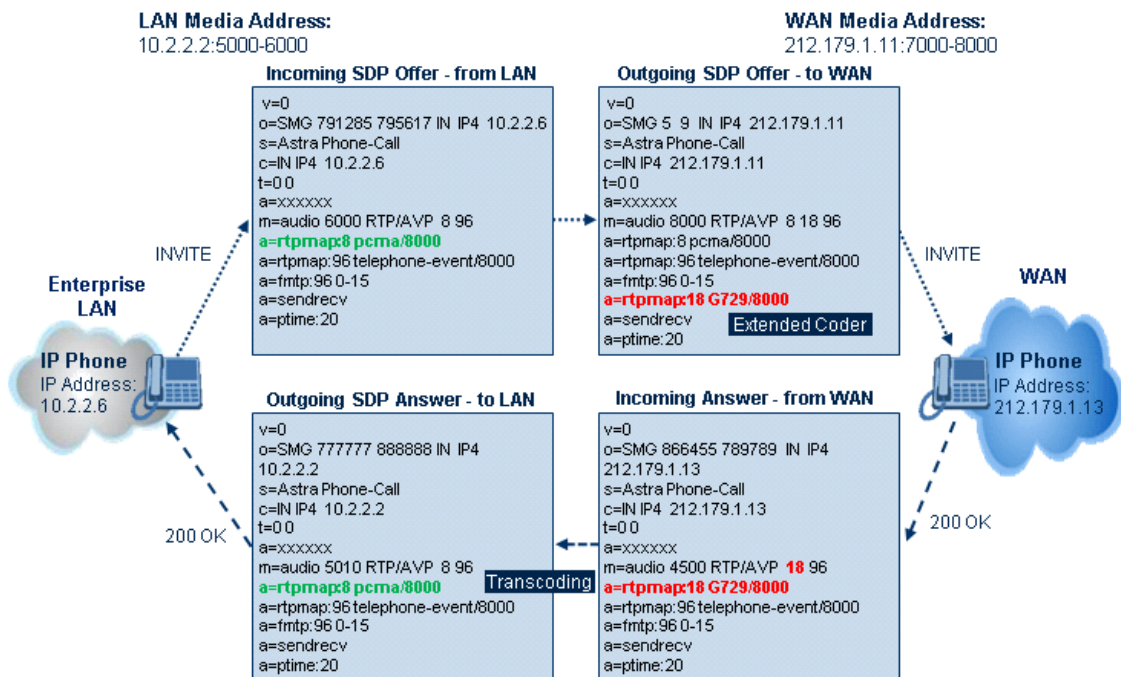 LAN Media Address:
10.2.2.2:5000-6000
WAN Media Address:
212.179.1.11:7000-8000
Incoming SDP Offer - from LAN
v=0
o=SMG 791285 795617 IN IP4 10.2.2.6
s=Astra Phone-Call
c=IN IP4 10.2.2.6
t=0 0
a=xxxxxx
m=audio 6000 RTP/AVP 8 96
a=rtpmap:8 pcma/8000
a=rtpmap:96 telephone-event/8000
a=fmtp:96 0-15
a=sendrecv
a=ptime:20
Outgoing SDP Offer - to WAN
v=0
o=SMG 5 9 IN IP4 212.179.1.11
s=Astra Phone-Call
c=IN IP4 212.179.1.11
t=0 0
a=xxxxxx
m=audio 8000 RTP/AVP 8 18 96
a=rtpmap:8 pcma/8000
a=rtpmap:96 telephone-event/8000
a=fmtp:96 0-15
a=rtpmap:18 G729/8000
a=sendrecv
Extended Coder
a=ptime:20
INVITE
INVITE
Enterprise
LAN
IP Phone
IP Address:
10.2.2.6
WAN
IP Phone
IP Address:
212.179.1.13
Outgoing SDP Answer - to LAN
v=0
o=SMG 777777 888888 IN IP4
10.2.2.2
s=Astra Phone-Call
c=IN IP4 10.2.2.2
t=0 0
a=xxxxxx
m=audio 5010 RTP/AVP 8 96
a=rtpmap:8 pcma/8000
a=rtpmap:96 telephone-event/8000
a=fmtp:96 0-15
a=sendrecv
a=ptime:20
Transcoding
Incoming Answer - from WAN
v=0
o=SMG 866455 789789 IN IP4
212.179.1.13
s=Astra Phone-Call
c=IN IP4 212.179.1.13
t=0 0
a=xxxxxx
m=audio 4500 RTP/AVP 18 96
a=rtpmap:18 G729/8000
a=rtpmap:96 telephone-event/8000
a=fmtp:96 0-15
a=sendrecv
a=ptime:20
200 OK
200 OK